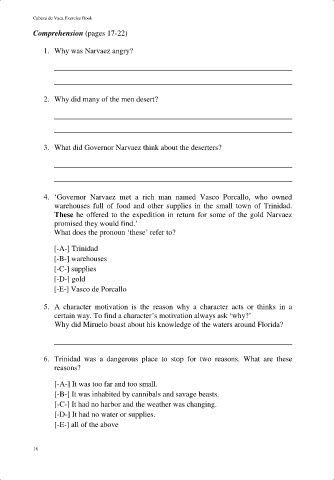 Cabeza de Vaca Exercise Book
Comprehension (pages 17-22)
1. Why was Narvaez angry?
2. Why did many of the men desert?
3. What did Governor Narvaez think about the deserters?
4. ‘Governor Narvaez met a rich man named Vasco Porcallo, who owned
warehouses full of food and other supplies in the small town of Trinidad.
These he offered to the expedition in return for some of the gold Narvaez
promised they would find.’
What does the pronoun ‘these’ refer to?
[-A-] Trinidad
[-B-] warehouses
[-C-] supplies
[-D-] gold
[-E-] Vasco de Porcallo
5. A character motivation is the reason why a character acts or thinks in a
certain way. To find a character’s motivation always ask ‘why?’
Why did Miruelo boast about his knowledge of the waters around Florida?
6. Trinidad was a dangerous place to stop for two reasons. What are these
reasons?
[-A-] It was too far and too small.
[-B-] It was inhabited by cannibals and savage beasts.
[-C-] It had no harbor and the weather was changing.
[-D-] It had no water or supplies.
[-E-] all of the above